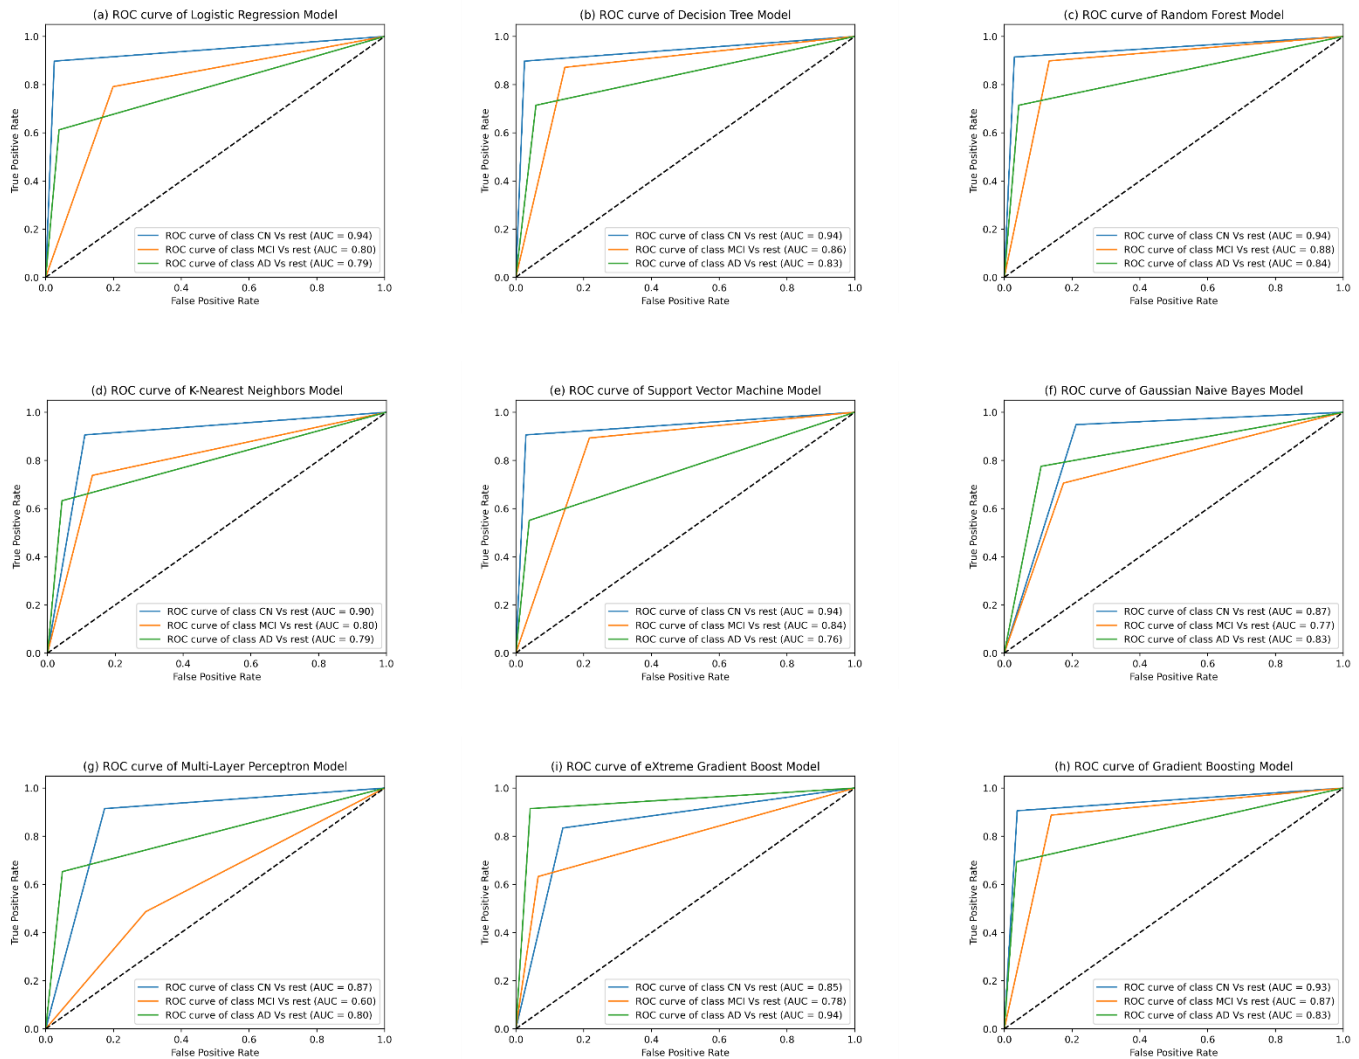 (a) ROC curve of Logistic Regression Model
1.0
0.8
0.6
0.4
0.2
0.0
True Positive Rate
ROC curve of class CN Vs rest (AUC = 0.94)
ROC curve of class MCI Vs rest (AUC = 0.80)
ROC curve of class AD Vs rest (AUC = 0.79)
0.0 0.2 0.4 0.6 0.8 1.0
False Positive Rate
(b) ROC curve of Decision Tree Model
1.0
0.8
0.6
0.4
0.2
0.0
True Positive Rate
ROC curve of class CN Vs rest (AUC = 0.94)
ROC curve of class MCI Vs rest (AUC = 0.86)
ROC curve of class AD Vs rest (AUC = 0.83)
0.0 0.2 0.4 0.6 0.8 1.0
False Positive Rate
(c) ROC curve of Random Forest Model
1.0
0.8
0.6
0.4
0.2
0.0
True Positive Rate
ROC curve of class CN Vs rest (AUC = 0.94)
ROC curve of class MCI Vs rest (AUC = 0.88)
ROC curve of class AD Vs rest (AUC = 0.84)
0.0 0.2 0.4 0.6 0.8 1.0
False Positive Rate
(d) ROC curve of K-Nearest Neighbors Model
1.0
0.8
0.6
0.4
0.2
0.0
True Positive Rate
ROC curve of class CN Vs rest (AUC = 0.90)
ROC curve of class MCI Vs rest (AUC = 0.80)
ROC curve of class AD Vs rest (AUC = 0.79)
0.0 0.2 0.4 0.6 0.8 1.0
False Positive Rate
(e) ROC curve of Support Vector Machine Model
1.0
0.8
0.6
0.4
0.2
0.0
True Positive Rate
ROC curve of class CN Vs rest (AUC = 0.94)
ROC curve of class MCI Vs rest (AUC = 0.84)
ROC curve of class AD Vs rest (AUC = 0.76)
0.0 0.2 0.4 0.6 0.8 1.0
False Positive Rate
(f) ROC curve of Gaussian Naive Bayes Model
1.0
0.8
0.6
0.4
0.2
0.0
True Positive Rate
ROC curve of class CN Vs rest (AUC = 0.87)
ROC curve of class MCI Vs rest (AUC = 0.77)
ROC curve of class AD Vs rest (AUC = 0.83)
0.0 0.2 0.4 0.6 0.8 1.0
False Positive Rate
(g) ROC curve of Multi-Layer Perceptron Model
1.0
0.8
0.6
0.4
0.2
0.0
True Positive Rate
ROC curve of class CN Vs rest (AUC = 0.87)
ROC curve of class MCI Vs rest (AUC = 0.60)
ROC curve of class AD Vs rest (AUC = 0.80)
0.0 0.2 0.4 0.6 0.8 1.0
False Positive Rate
(i) ROC curve of eXtreme Gradient Boost Model
1.0
0.8
0.6
0.4
0.2
0.0
True Positive Rate
ROC curve of class CN Vs rest (AUC = 0.85)
ROC curve of class MCI Vs rest (AUC = 0.78)
ROC curve of class AD Vs rest (AUC = 0.94)
0.0 0.2 0.4 0.6 0.8 1.0
False Positive Rate
(h) ROC curve of Gradient Boosting Model
1.0
0.8
0.6
0.4
0.2
0.0
True Positive Rate
ROC curve of class CN Vs rest (AUC = 0.93)
ROC curve of class MCI Vs rest (AUC = 0.87)
ROC curve of class AD Vs rest (AUC = 0.83)
0.0 0.2 0.4 0.6 0.8 1.0
False Positive Rate